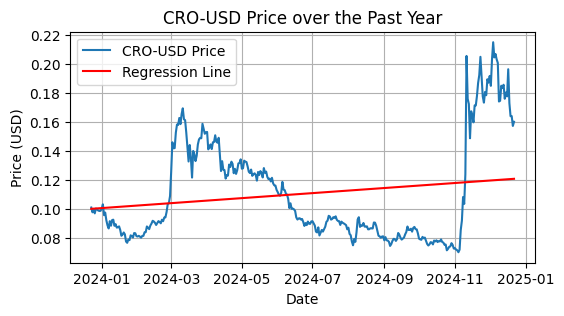 CRO-USD Price over the Past Year
CRO-USD Price
Regression Line
Price (USD)
0.22
0.20
0.18
0.16
0.14
0.12
0.10
0.08
2024-01 2024-03 2024-05 2024-07 2024-09 2024-11 2025-01
Date